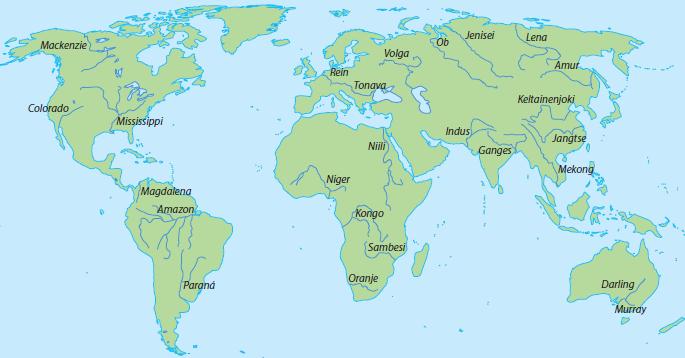 Mackenzie
Colorado
Mississippi
Magdalena
Amazon
Paraná
Rein
Tonava
Volga
Ob
Jenisei
Lena
Amur
Keltainenjoki
Jangtse
Indus
Ganges
Mekong
Niili
Niger
Kongo
Sambesi
Oranje
Darling
Murray